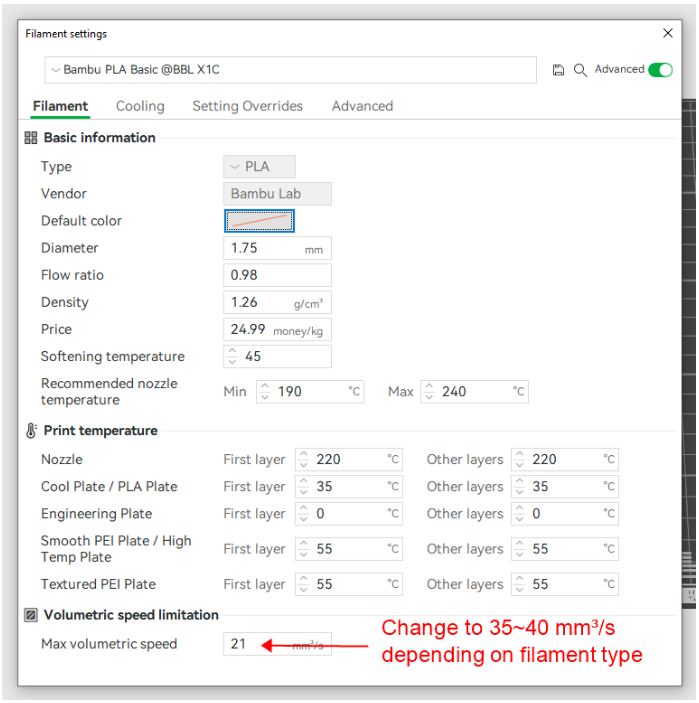 Filament settings
Bambu PLA Basic @BBL X1C
Advanced
Filament Cooling Setting Overrides Advanced
Basic information
Type PLA
Vendor Bambu Lab
Default color
Diameter 1.75 mm
Flow ratio 0.98
Density 1.26 g/cm³
Price 24.99 money/kg
Softening temperature 45
Recommended nozzle
temperature
Min 190 °C Max 240 °C
Print temperature
Nozzle First layer 220 °C Other layers 220 °C
Cool Plate / PLA Plate First layer 35 °C Other layers 35 °C
Engineering Plate First layer 0 °C Other layers 0 °C
Smooth PEI Plate / High
Temp Plate
First layer 55 °C Other layers 55 °C
Textured PEI Plate First layer 55 °C Other layers 55 °C
Volumetric speed limitation
Max volumetric speed 21 mm³/s
Change to 35~40 mm³/s
depending on filament type